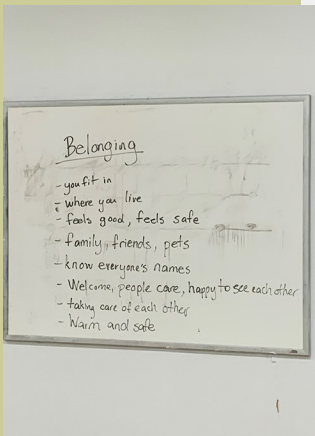 Belonging
- you fit in
- where you live
- feels good, feels safe
- family, friends, pets
- know everyone's names
- Welcome, people care, happy to see each other
- taking care of each other
- Warm and safe